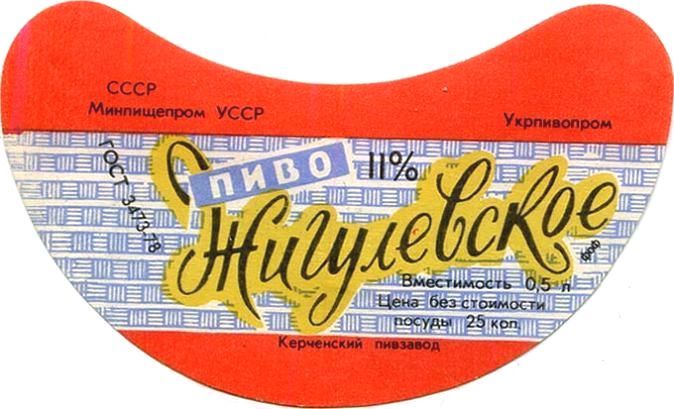 СССР
Минпищепром УССР
Укрпивопром
ГОСТ 3473-78
ПИВО 11%
Жигулевское
Вместимость 0,5 л
Цена без стоимости
посуды 25 коп.
Керченский пивзавод